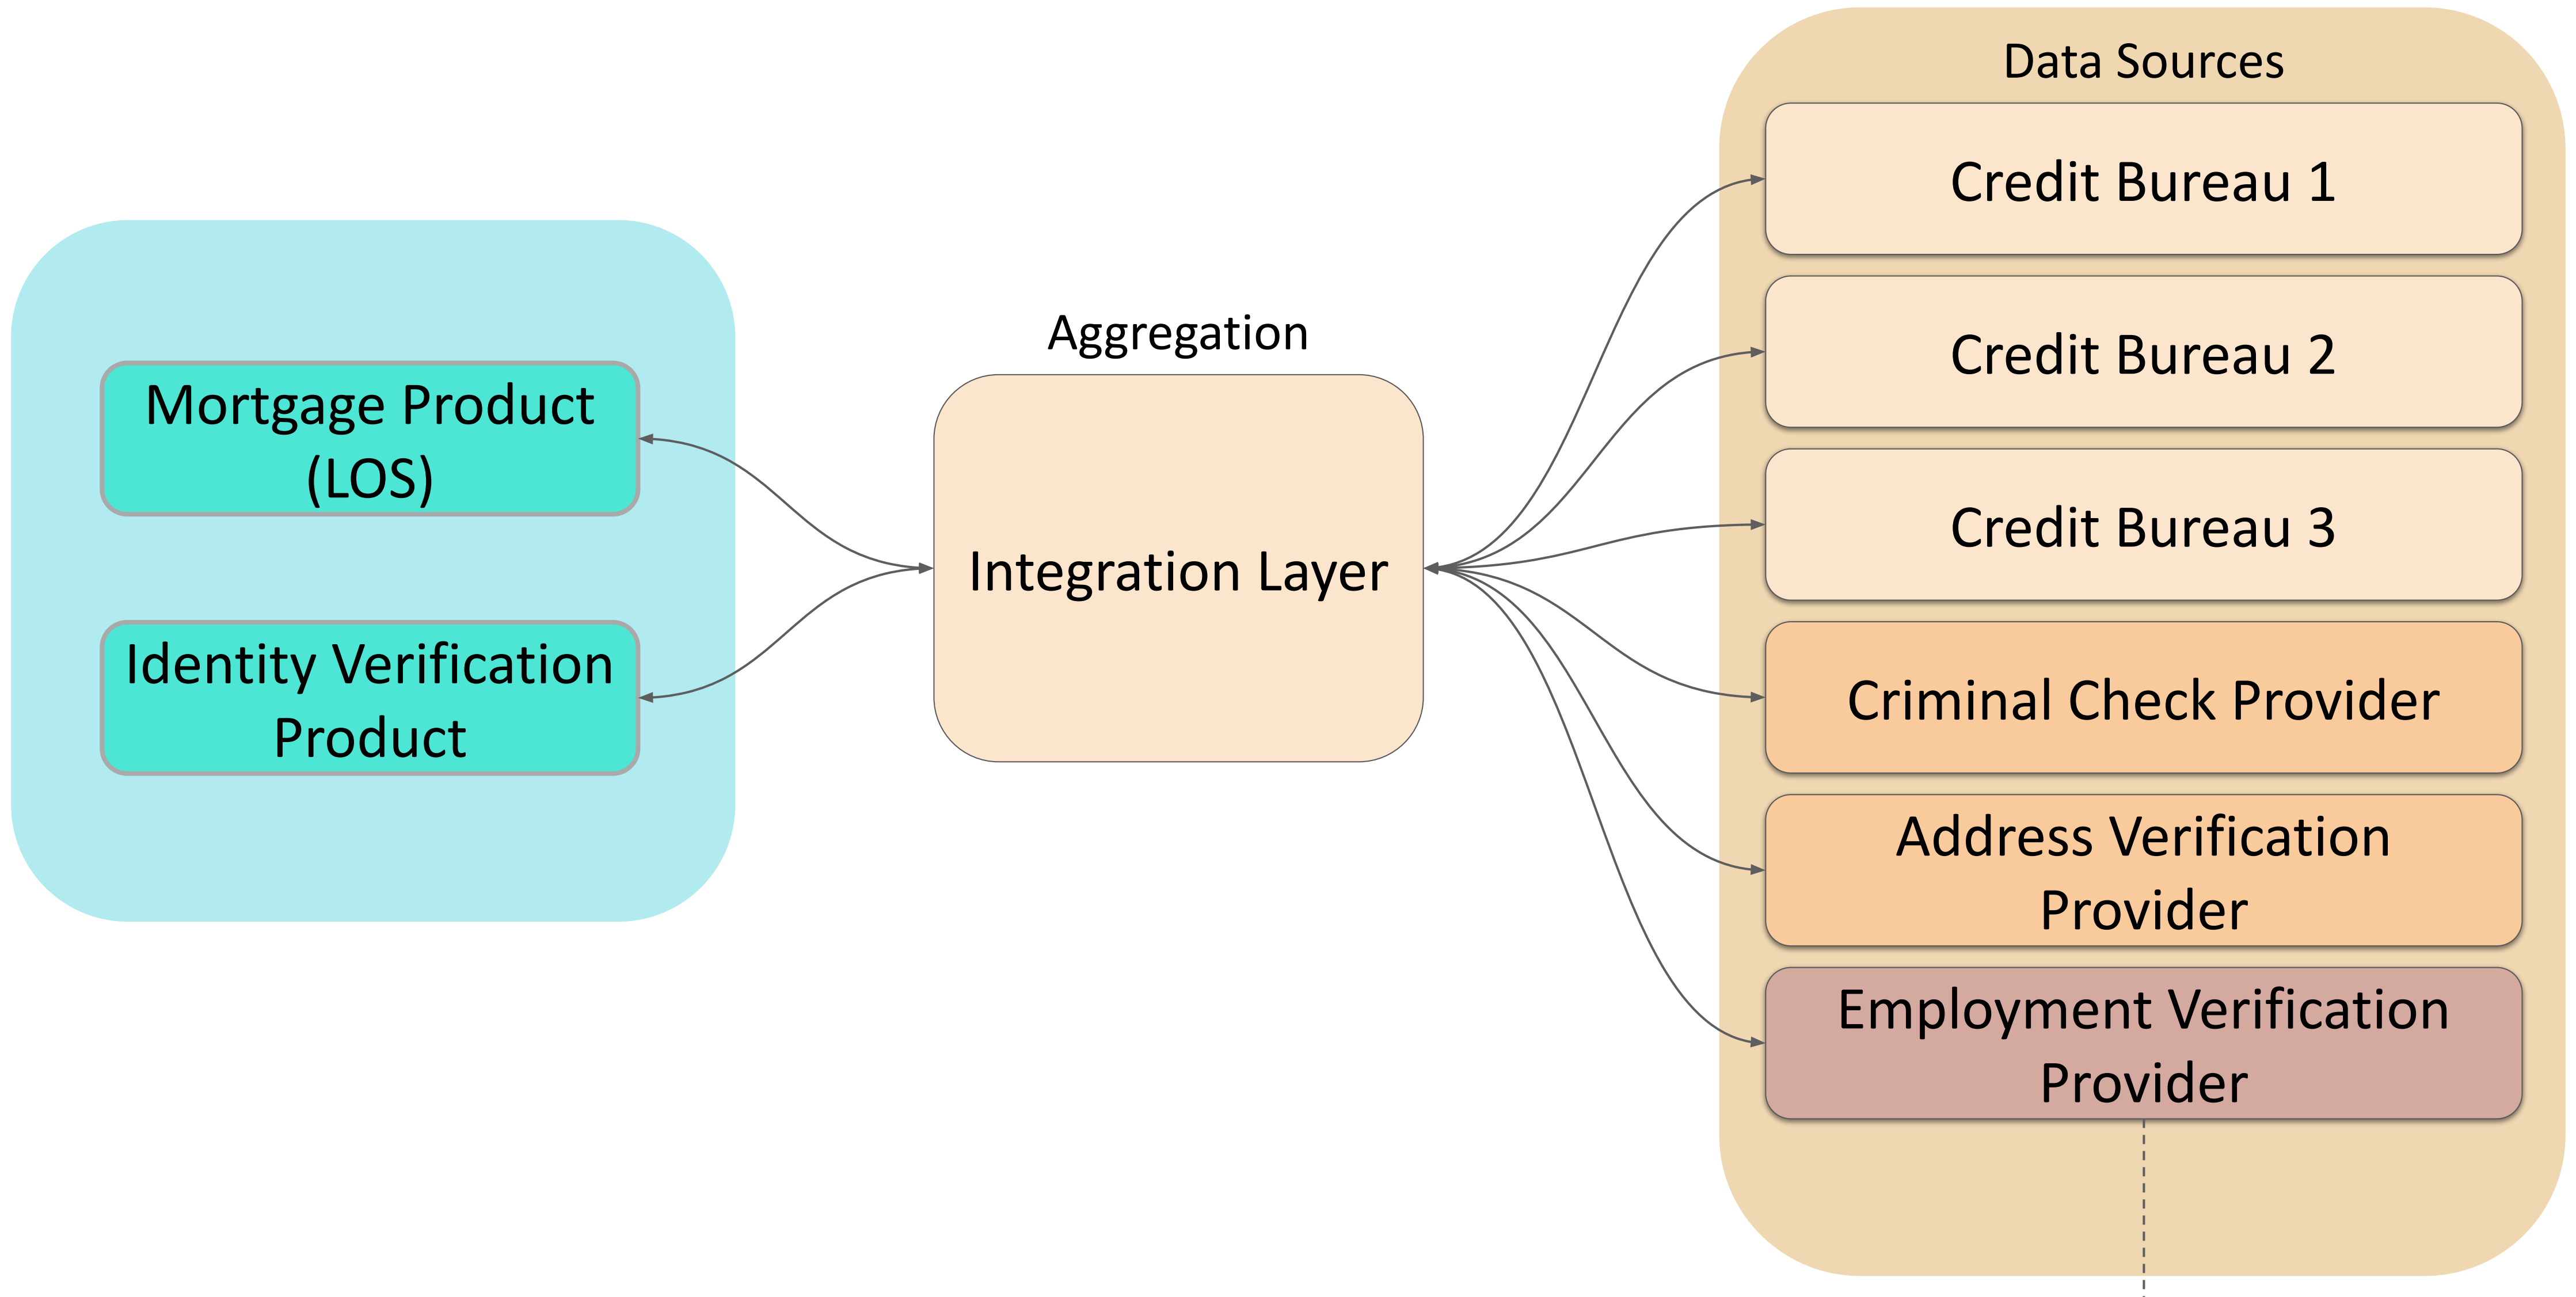 Mortgage Product
(LOS)
Identity Verification
Product
Aggregation
Integration Layer
Data Sources
Credit Bureau 1
Credit Bureau 2
Credit Bureau 3
Criminal Check Provider
Address Verification
Provider
Employment Verification
Provider